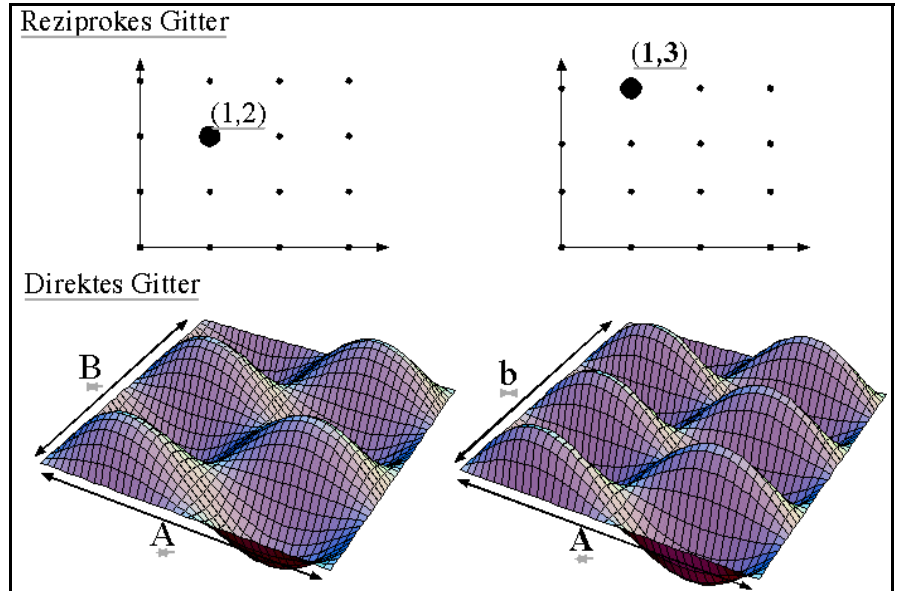 Reziprokes Gitter
(1,2)
(1,3)
Direktes Gitter
B
A
b
A